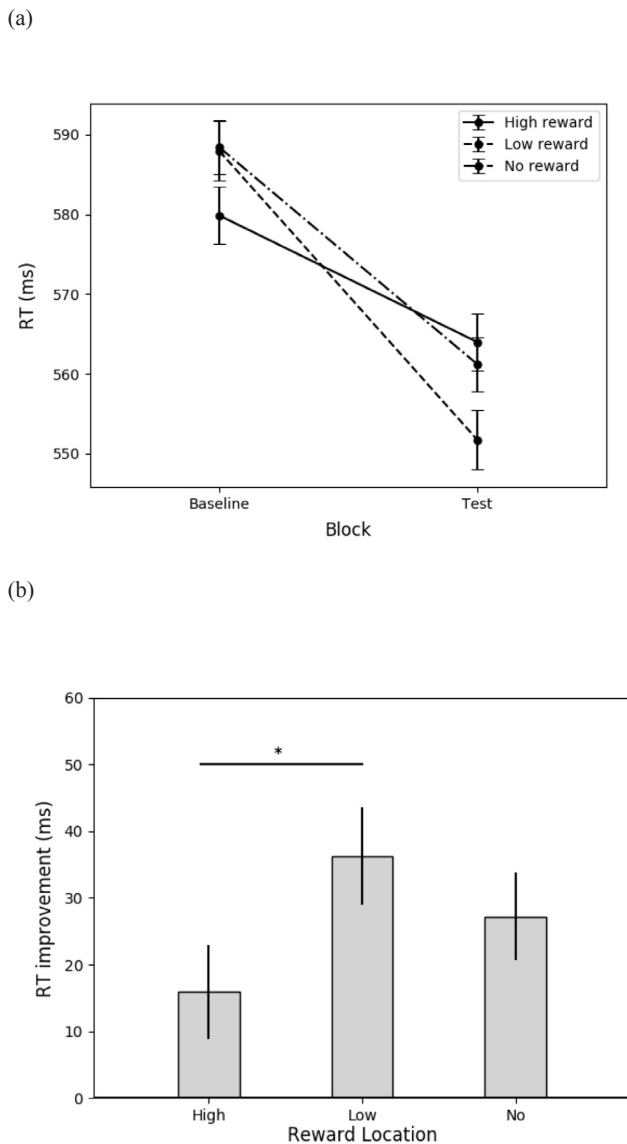 (a)
590
580
570
560
550
RT (ms)
High reward
Low reward
No reward
Baseline
Test
Block
(b)
60
50
40
30
20
10
0
RT improvement (ms)
*
High
Low
No
Reward Location